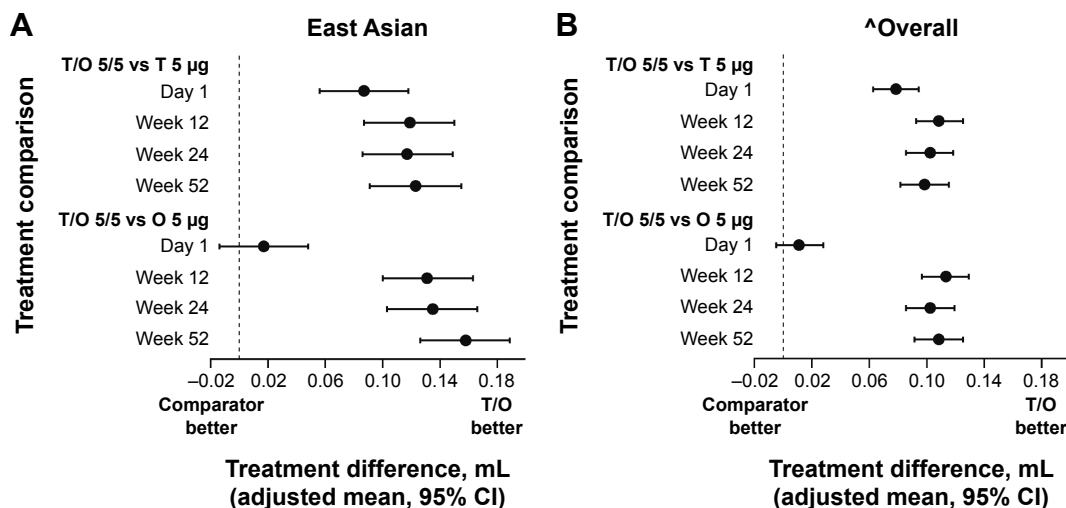 A
East Asian
Treatment comparison
T/O 5/5 vs T 5 µg
Day 1
Week 12
Week 24
Week 52
T/O 5/5 vs O 5 µg
Day 1
Week 12
Week 24
Week 52
–0.02 0.02 0.06 0.10 0.14 0.18
Comparator better
T/O better
Treatment difference, mL
(adjusted mean, 95% CI)
B
^Overall
Treatment comparison
T/O 5/5 vs T 5 µg
Day 1
Week 12
Week 24
Week 52
T/O 5/5 vs O 5 µg
Day 1
Week 12
Week 24
Week 52
–0.02 0.02 0.06 0.10 0.14 0.18
Comparator better
T/O better
Treatment difference, mL
(adjusted mean, 95% CI)